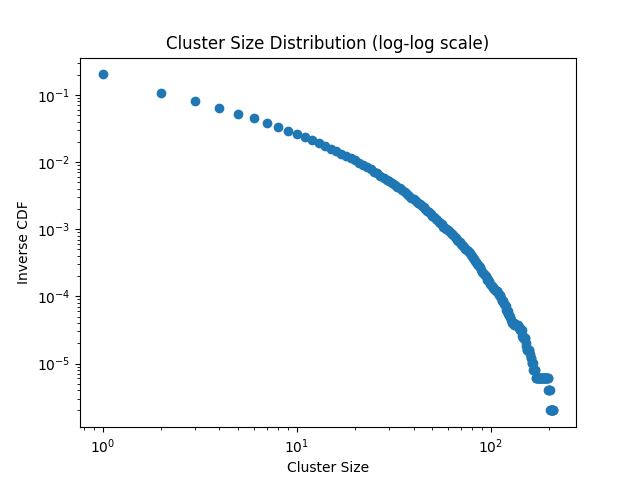 Cluster Size Distribution (log-log scale)
Inverse CDF
10⁻¹
10⁻²
10⁻³
10⁻⁴
10⁻⁵
10⁰
10¹
10²
Cluster Size